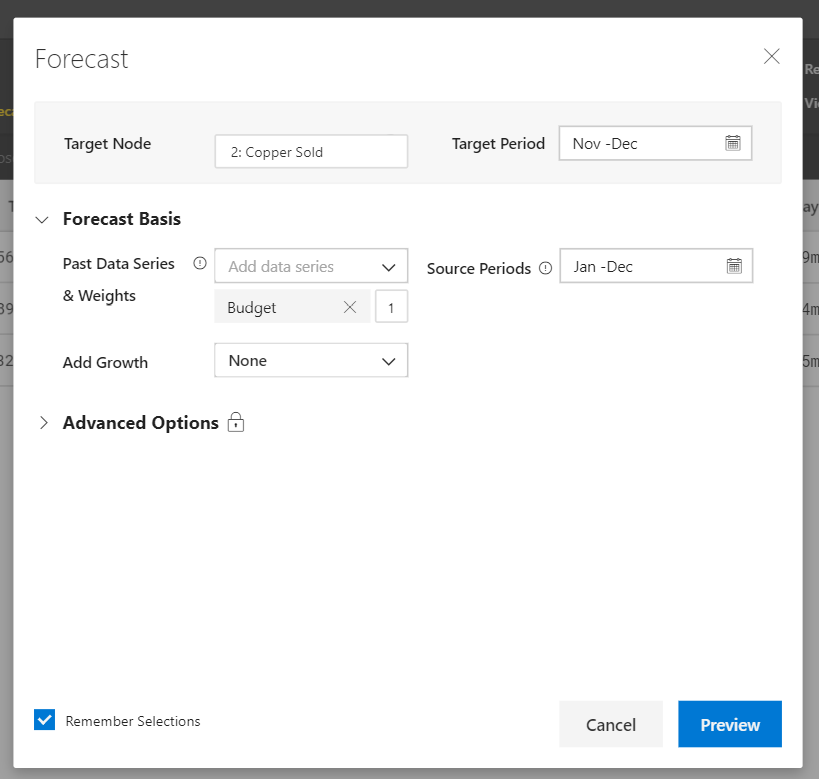 Forecast
Target Node
2: Copper Sold
Target Period
Nov -Dec
Forecast Basis
Past Data Series
& Weights
Add data series
Budget
1
Source Periods
Jan -Dec
Add Growth
None
Advanced Options
Remember Selections
Cancel
Preview